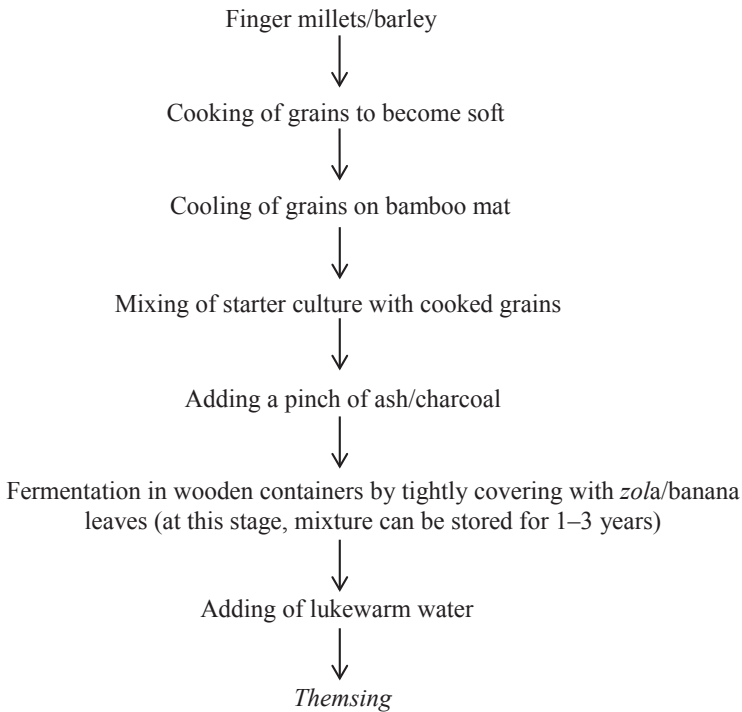 Finger millets/barley
Cooking of grains to become soft
Cooling of grains on bamboo mat
Mixing of starter culture with cooked grains
Adding a pinch of ash/charcoal
Fermentation in wooden containers by tightly covering with zola/banana
leaves (at this stage, mixture can be stored for 1–3 years)
Adding of lukewarm water
Themsing